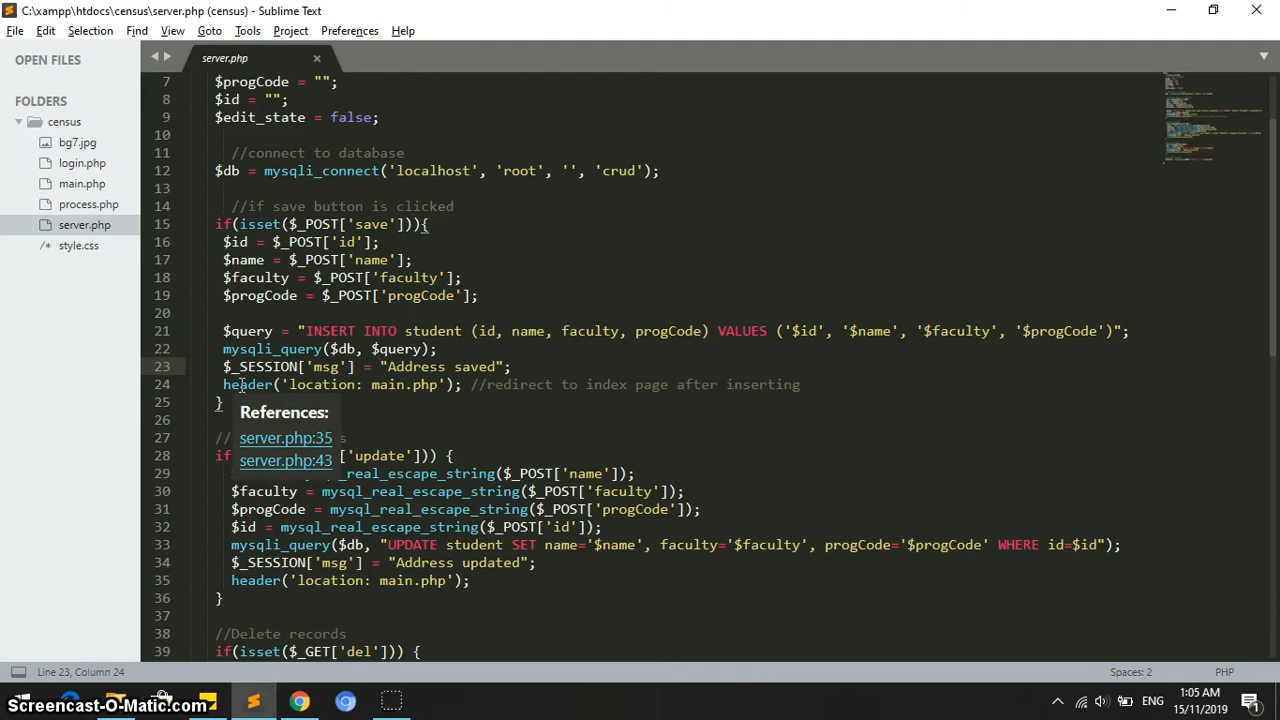 C:\xampp\htdocs\census\server.php (census) - Sublime Text
File Edit Selection Find View Goto Tools Project Preferences Help
OPEN FILES
FOLDERS
census
bg7.jpg
login.php
main.php
process.php
server.php
style.css
server.php
7 $progCode = "";
8 $id = "";
9 $edit_state = false;
10
11 //connect to database
12 $db = mysqli_connect('localhost', 'root', '', 'crud');
13
14 //if save button is clicked
15 if(isset($_POST['save'])){
16 $id = $_POST['id'];
17 $name = $_POST['name'];
18 $faculty = $_POST['faculty'];
19 $progCode = $_POST['progCode'];
20
21 $query = "INSERT INTO student (id, name, faculty, progCode) VALUES ('$id', '$name', '$faculty', '$progCode')";
22 mysqli_query($db, $query);
23 $_SESSION['msg'] = "Address saved";
24 header('location: main.php'); //redirect to index page after inserting
25 }
26
27 // s
28 if ['update'])) {
29 l_escape_string($_POST['name']);
30 $faculty = mysql_real_escape_string($_POST['faculty']);
31 $progCode = mysql_real_escape_string($_POST['progCode']);
32 $id = mysql_real_escape_string($_POST['id']);
33 mysqli_query($db, "UPDATE student SET name='$name', faculty='$faculty', progCode='$progCode' WHERE id=$id");
34 $_SESSION['msg'] = "Address updated";
35 header('location: main.php');
36 }
37
38 //Delete records
39 if(isset($_GET['del'])) {
References:
server.php:35
server.php:43
Line 23, Column 24
Spaces: 2
PHP
Screencast-O-Matic.com
ENG
1:05 AM
15/11/2019
1